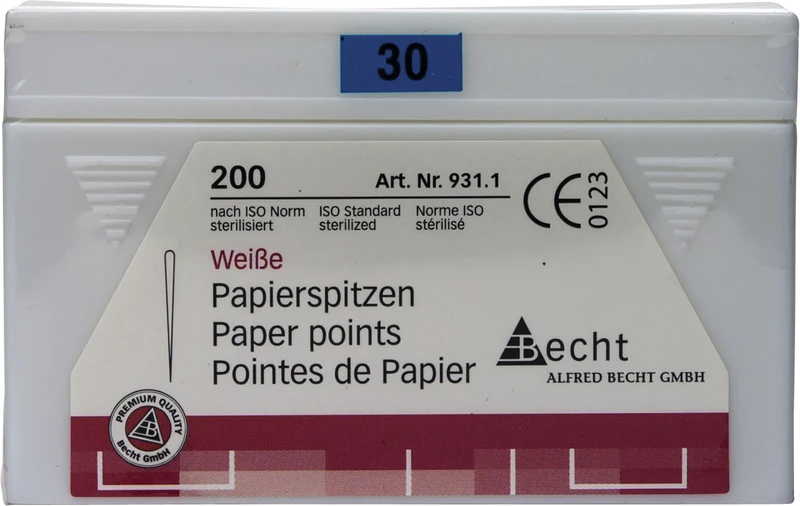 30
200 Art. Nr. 931.1
nach ISO Norm ISO Standard Norme ISO
sterilisiert sterilized stérilisé
CE 0123
Weiße
Papierspitzen
Paper points
Pointes de Papier
Becht
ALFRED BECHT GMBH
PREMIUM QUALITY
Becht GmbH